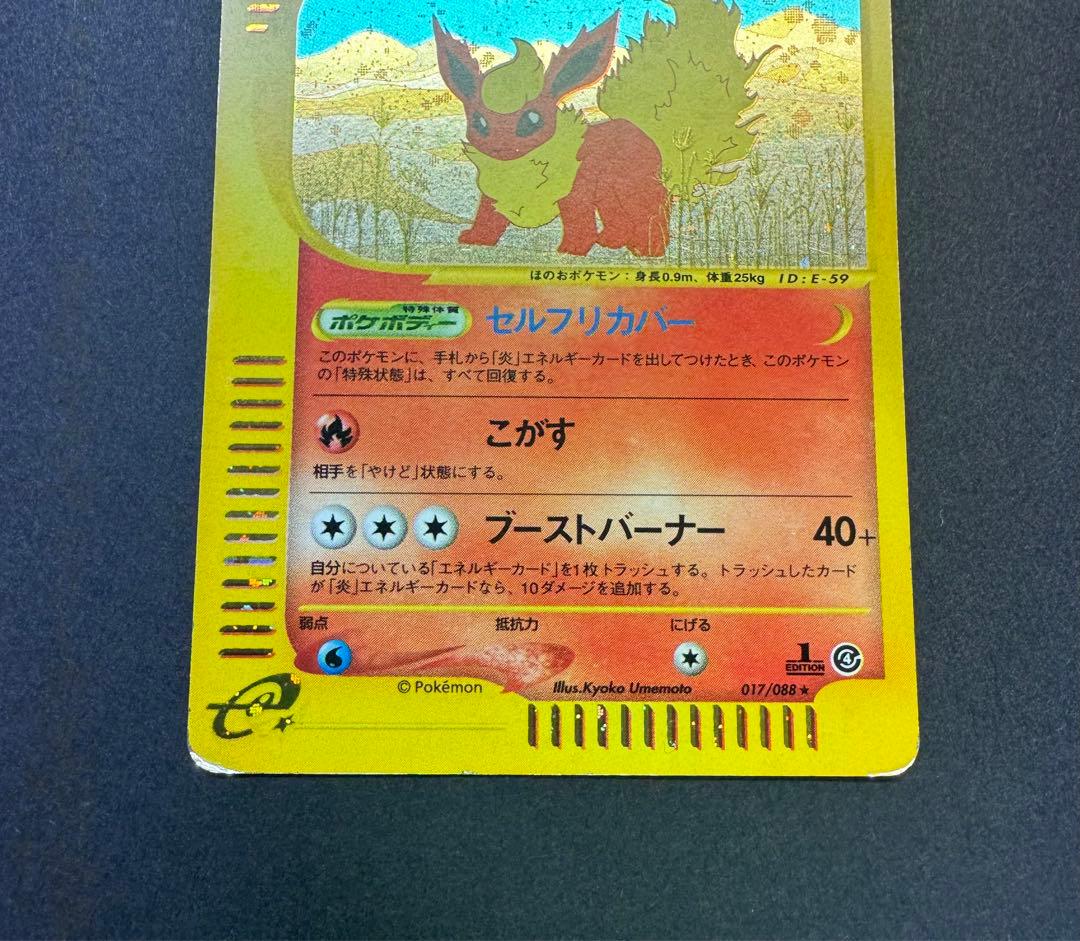 ほのおポケモン：身長0.9m、体重25kg ID:E-59
特殊体質
ポケボディー セルフリカバー
このポケモンに、手札から「炎」エネルギーカードを出してつけたとき、このポケモン
の「特殊状態」は、すべて回復する。
こがす
相手を「やけど」状態にする。
ブーストバーナー 40+
自分についている「エネルギーカード」を1枚トラッシュする。トラッシュしたカード
が「炎」エネルギーカードなら、10ダメージを追加する。
弱点 抵抗力 にげる
1 EDITION 4
© Pokémon Illus.Kyoko Umemoto 017/088★
e